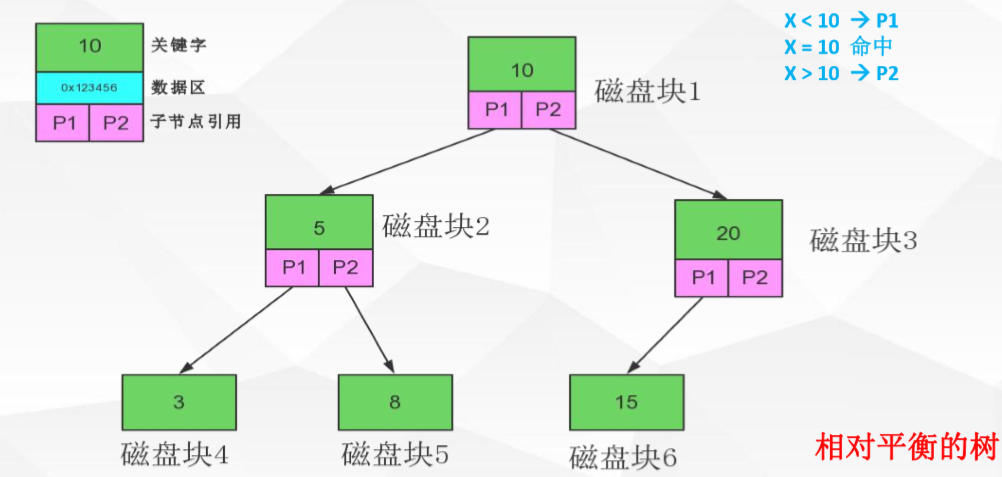 10 关键字
0x123456 数据区
P1 P2 子节点引用
X < 10 → P1
X = 10 命中
X > 10 → P2
10
P1 P2
磁盘块1
5
P1 P2
磁盘块2
20
P1 P2
磁盘块3
3
8
15
磁盘块4
磁盘块5
磁盘块6
相对平衡的树